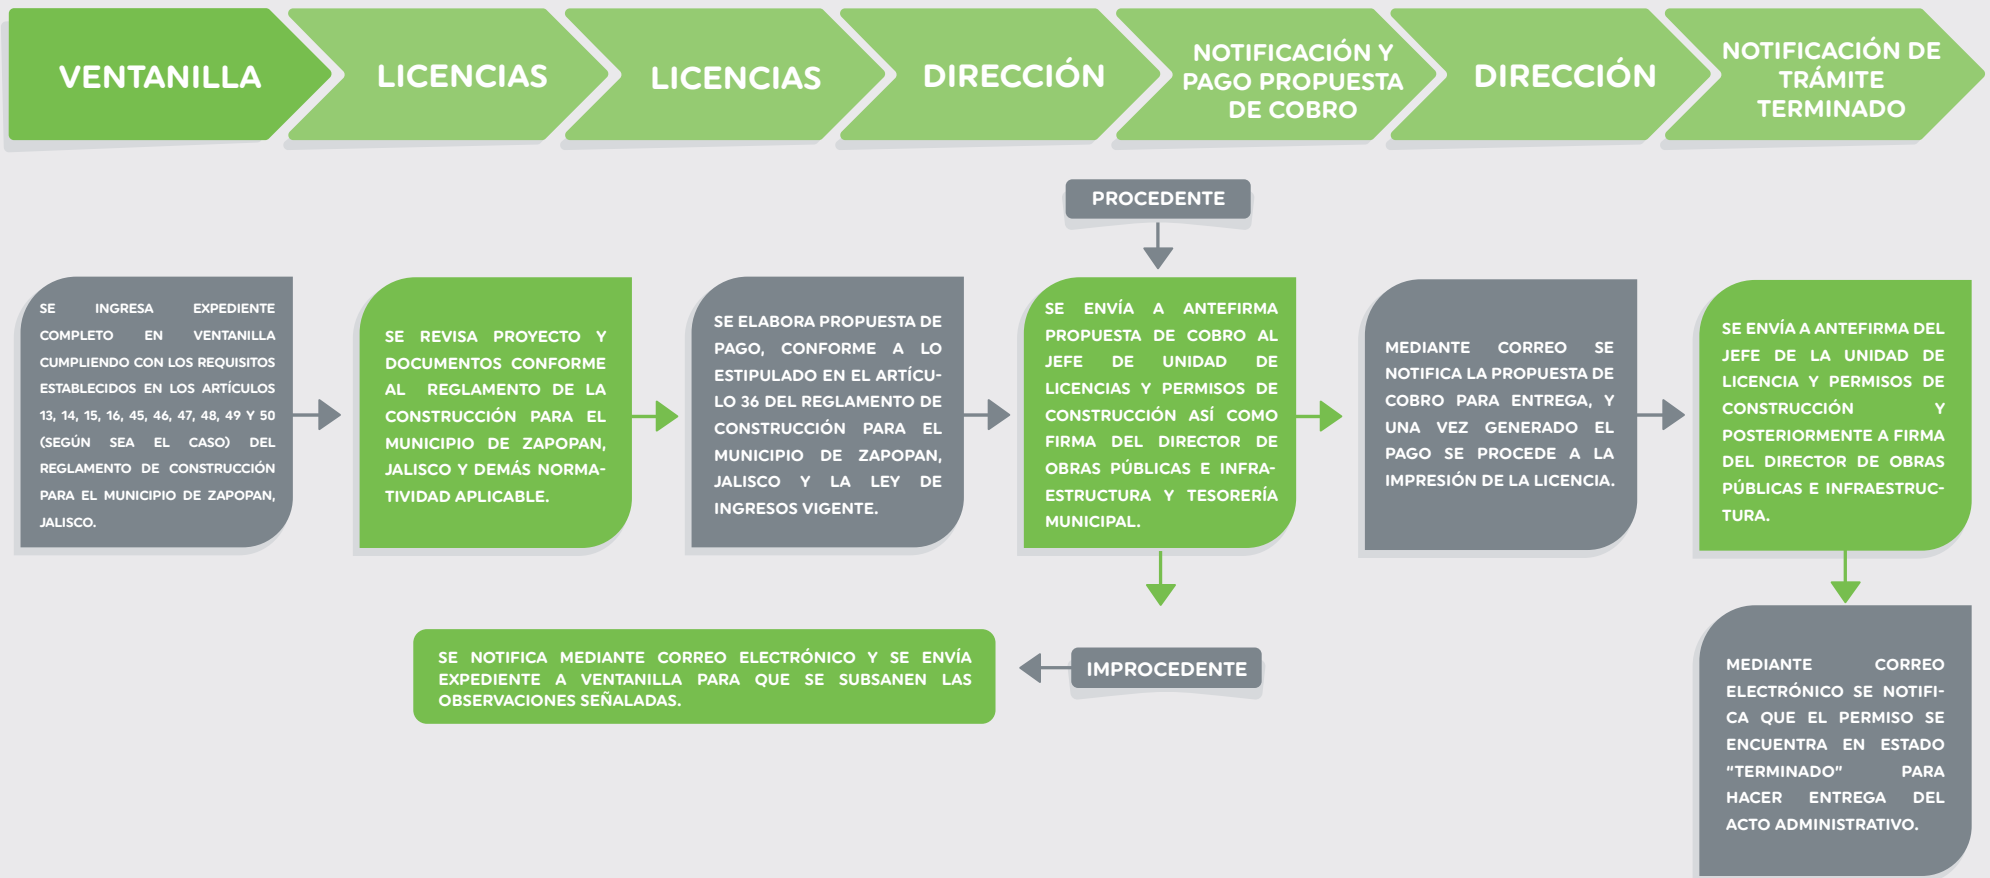 VENTANILLA
LICENCIAS
LICENCIAS
DIRECCIÓN
NOTIFICACIÓN Y
PAGO PROPUESTA
DE COBRO
DIRECCIÓN
NOTIFICACIÓN DE
TRÁMITE
TERMINADO
PROCEDENTE
SE INGRESA EXPEDIENTE
COMPLETO EN VENTANILLA
CUMPLIENDO CON LOS REQUISITOS
ESTABLECIDOS EN LOS ARTÍCULOS
13, 14, 15, 16, 45, 46, 47, 48, 49 Y 50
(SEGÚN SEA EL CASO) DEL
REGLAMENTO DE CONSTRUCCIÓN
PARA EL MUNICIPIO DE ZAPOPAN,
JALISCO.
SE REVISA PROYECTO Y
DOCUMENTOS CONFORME
AL REGLAMENTO DE LA
CONSTRUCCIÓN PARA EL
MUNICIPIO DE ZAPOPAN,
JALISCO Y DEMÁS NORMA-
TIVIDAD APLICABLE.
SE ELABORA PROPUESTA DE
PAGO, CONFORME A LO
ESTIPULADO EN EL ARTÍCU-
LO 36 DEL REGLAMENTO DE
CONSTRUCCIÓN PARA EL
MUNICIPIO DE ZAPOPAN,
JALISCO Y LA LEY DE
INGRESOS VIGENTE.
SE ENVÍA A ANTEFIRMA
PROPUESTA DE COBRO AL
JEFE DE UNIDAD DE
LICENCIAS Y PERMISOS DE
CONSTRUCCIÓN ASÍ COMO
FIRMA DEL DIRECTOR DE
OBRAS PÚBLICAS E INFRA-
ESTRUCTURA Y TESORERÍA
MUNICIPAL.
MEDIANTE CORREO SE
NOTIFICA LA PROPUESTA DE
COBRO PARA ENTREGA, Y
UNA VEZ GENERADO EL
PAGO SE PROCEDE A LA
IMPRESIÓN DE LA LICENCIA.
SE ENVÍA A ANTEFIRMA DEL
JEFE DE LA UNIDAD DE
LICENCIA Y PERMISOS DE
CONSTRUCCIÓN Y
POSTERIORMENTE A FIRMA
DEL DIRECTOR DE OBRAS
PÚBLICAS E INFRAESTRUC-
TURA.
SE NOTIFICA MEDIANTE CORREO ELECTRÓNICO Y SE ENVÍA
EXPEDIENTE A VENTANILLA PARA QUE SE SUBSANEN LAS
OBSERVACIONES SEÑALADAS.
IMPROCEDENTE
MEDIANTE CORREO
ELECTRÓNICO SE NOTIFI-
CA QUE EL PERMISO SE
ENCUENTRA EN ESTADO
“TERMINADO” PARA
HACER ENTREGA DEL
ACTO ADMINISTRATIVO.